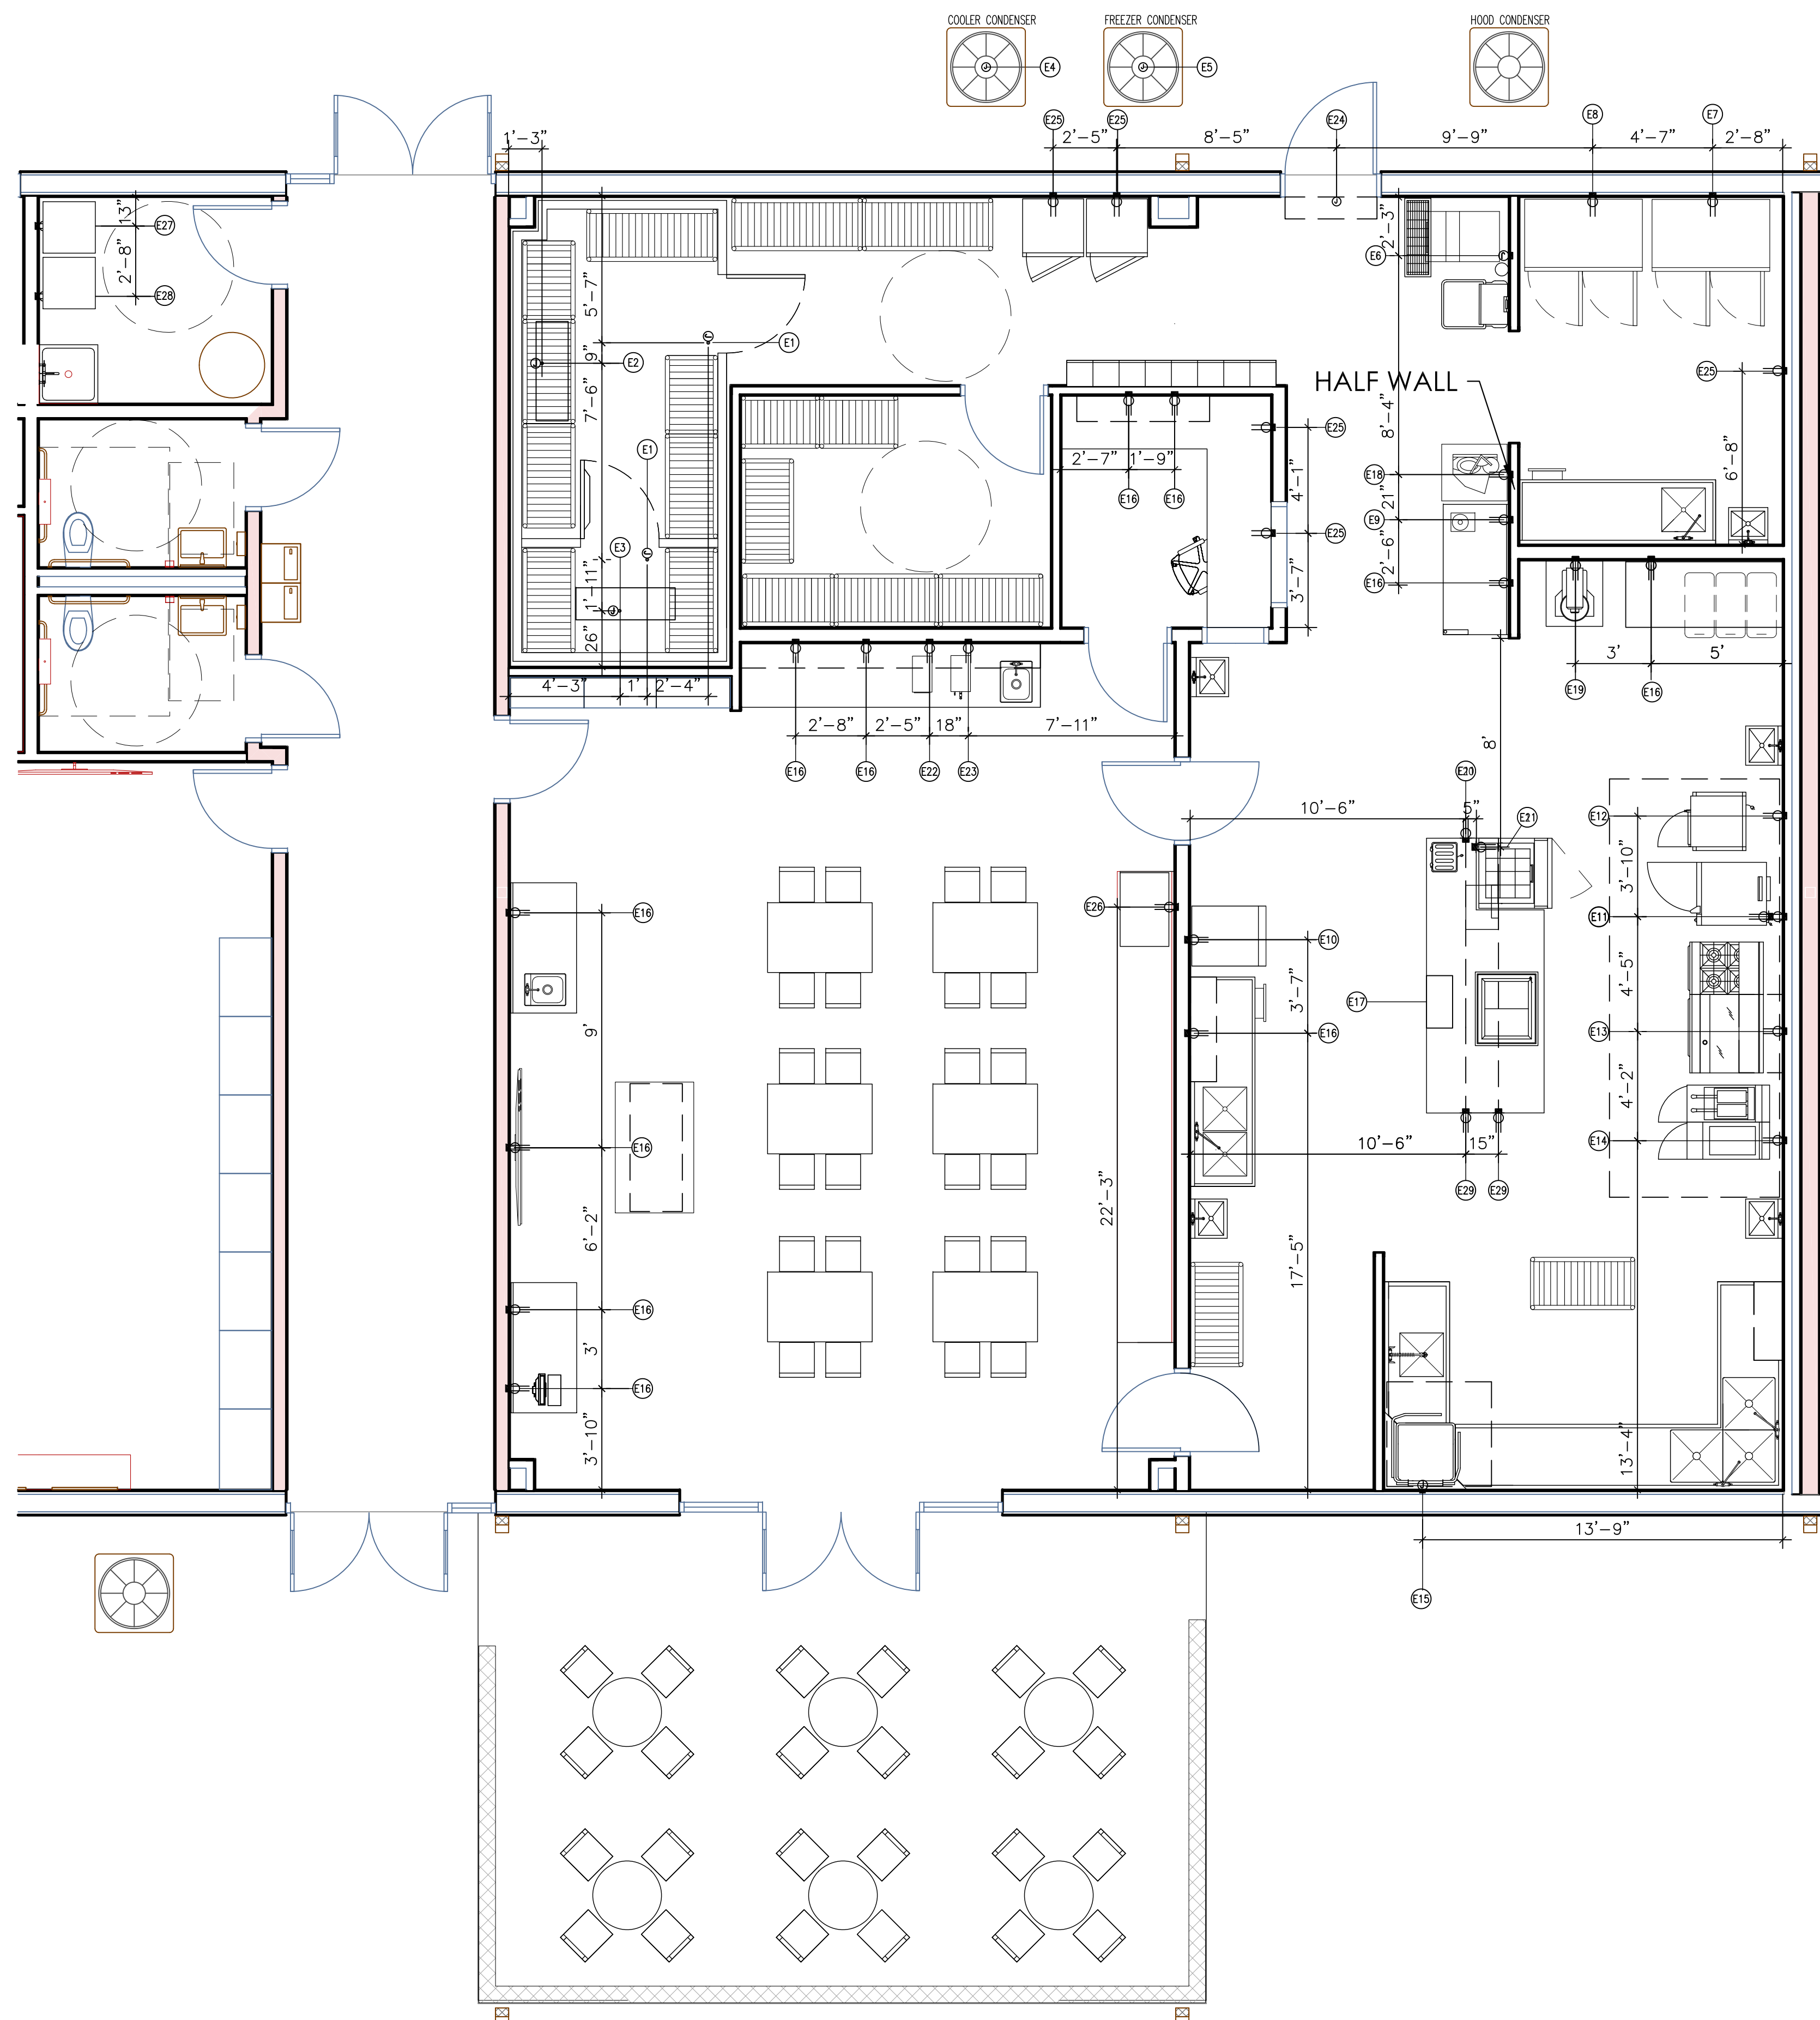 COOLER CONDENSER
FREEZER CONDENSER
HOOD CONDENSER
E4
E5
E25
E25
E24
E8
E7
1'-3"
2'-5"
8'-5"
9'-9"
4'-7"
2'-8"
13"
E27
2'-8"
E28
2'-3"
E6
5'-7"
E1
9"
E2
7'-6"
E25
HALF WALL
8'-4"
E25
E1
2'-7"
1'-9"
4'-1"
6'-8"
E18
E16
E16
21"
E9
E25
E3
2'-6"
E16
1'-11"
3'-7"
26"
3'
5'
4'-3"
1'
2'-4"
E19
E16
2'-8"
2'-5"
18"
7'-11"
8'
E16
E16
E22
E23
E20
10'-6"
5"
E21
E12
3'-10"
E26
E16
E11
E10
3'-7"
4'-5"
E17
9'
E16
E13
4'-2"
10'-6"
15"
E14
E16
E29
E29
22'-3"
6'-2"
17'-5"
E16
3'
E16
3'-10"
13'-4"
13'-9"
E15